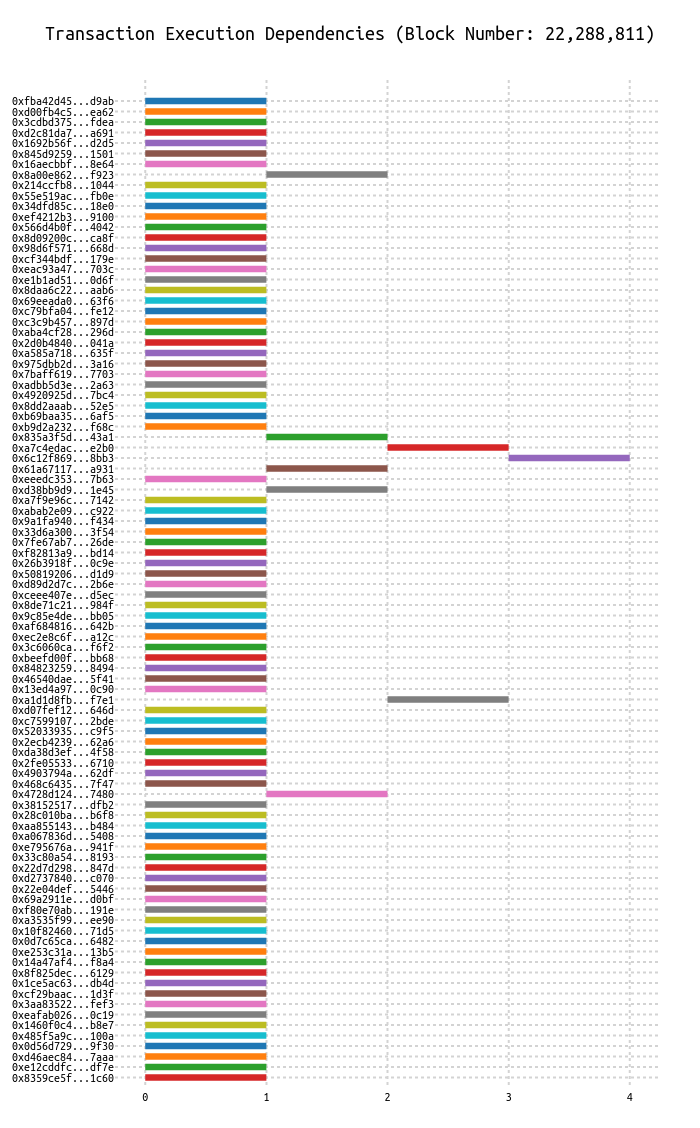 Transaction Execution Dependencies (Block Number: 22,288,811)
0xfba42d45...d9ab
0xd00fb4c5...ea62
0x3cdbd375...fdea
0xd2c81da7...a691
0x1692b56f...d2d5
0x845d9259...1501
0x16aecbbf...8e64
0x8a00e862...f923
0x214ccfb8...1044
0x55e519ac...fb0e
0x34dfd85c...18e0
0xef4212b3...9100
0x566d4b0f...4042
0x8d09200c...ca8f
0x98d6f571...668d
0xcf344bdf...179e
0xeac93a47...703c
0xe1b1ad51...0d6f
0x8daa6c22...aab6
0x69eeada0...63f6
0xc79bfa04...fe12
0xc3c9b457...897d
0xaba4cf28...296d
0x2d0b4840...041a
0xa585a718...635f
0x975dbb2d...3a16
0x7baff619...7703
0xadbb5d3e...2a63
0x4920925d...7bc4
0x8dd2aaab...52e5
0xb69baa35...6af5
0xb9d2a232...f68c
0x835a3f5d...43a1
0xa7c4edac...e2b0
0x6c12f869...8bb3
0x61a67117...a931
0xeeedc353...7b63
0xd38bb9d9...1e45
0xa7f9e96c...7142
0xabab2e09...c922
0x9a1fa940...f434
0x33d6a300...3f54
0x7fe67ab7...26de
0xf82813a9...bd14
0x26b3918f...0c9e
0x50819206...d1d9
0xd89d2d7c...2b6e
0xceee407e...d5ec
0x8de71c21...984f
0x9c85e4de...bb05
0xaf684816...642b
0xec2e8c6f...a12c
0x3c6060ca...f6f2
0xbeefd00f...bb68
0x84823259...8494
0x46540dae...5f41
0x13ed4a97...0c90
0xa1d1d8fb...f7e1
0xd07fef12...646d
0xc7599107...2bde
0x52033935...c9f5
0x2ecb4239...62a6
0xda38d3ef...4f58
0x2fe05533...6710
0x4903794a...62df
0x468c6435...7f47
0x4728d124...7480
0x38152517...dfb2
0x28c010ba...b6f8
0xaa855143...b484
0xa067836d...5408
0xe795676a...941f
0x33c80a54...8193
0x22d7d298...847d
0xd2737840...c070
0x22e04def...5446
0x69a2911e...d0bf
0xf80e70ab...191e
0xa3535f99...ee90
0x10f82460...71d5
0x0d7c65ca...6482
0xe253c31a...13b5
0x14a47af4...f8a4
0x8f825dec...6129
0x1ce5ac63...db4d
0xcf29baac...1d3f
0x3aa83522...fef3
0xeafab026...0c19
0x1460f0c4...b8e7
0x485f5a9c...100a
0x0d56d729...9f30
0xd46aec84...7aaa
0xe12cddfc...df7e
0x8359ce5f...1c60
0 1 2 3 4